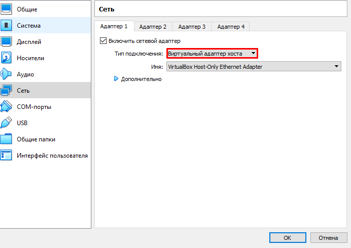 Общие
Система
Дисплей
Носители
Аудио
Сеть
COM-порты
USB
Общие папки
Интерфейс пользователя
Сеть
Адаптер 1 Адаптер 2 Адаптер 3 Адаптер 4
Включить сетевой адаптер
Тип подключения: Виртуальный адаптер хоста
Имя: VirtualBox Host-Only Ethernet Adapter
Дополнительно
OK Отмена